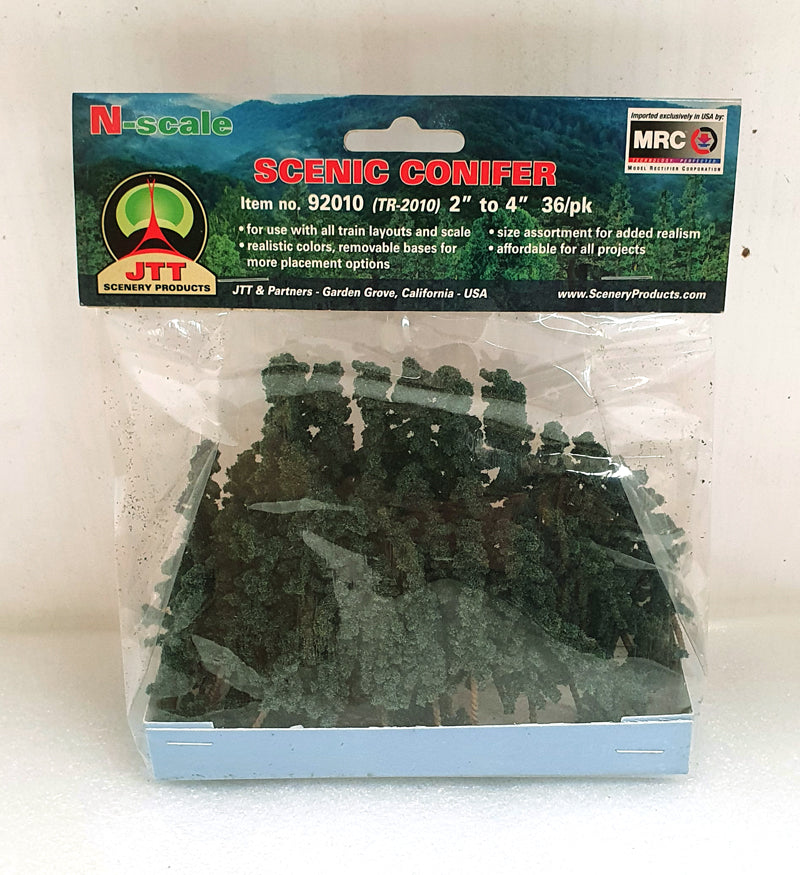 N-scale
Imported exclusively in USA by:
MRC
TECHNOLOGY PERFECTED
MODEL RECTIFIER CORPORATION
SCENIC CONIFER
Item no. 92010 (TR-2010) 2" to 4" 36/pk
• for use with all train layouts and scale
• realistic colors, removable bases for
more placement options
• size assortment for added realism
• affordable for all projects
JTT
SCENERY PRODUCTS
JTT & Partners - Garden Grove, California - USA
www.SceneryProducts.com